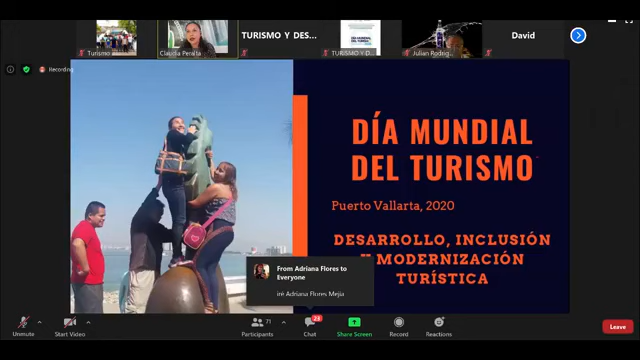 Turismo
Claudia Peralta
TURISMO Y DES...
TURISMO Y D...
Julian Rodrig...
David
Recording
DÍA MUNDIAL
DEL TURISMO
Puerto Vallarta, 2020
DESARROLLO, INCLUSIÓN
Y MODERNIZACIÓN
TURÍSTICA
From Adriana Flores to
Everyone
iré Adriana Flores Mejia
Unmute
Start Video
Participants
71
Chat
23
Share Screen
Record
Reactions
Leave